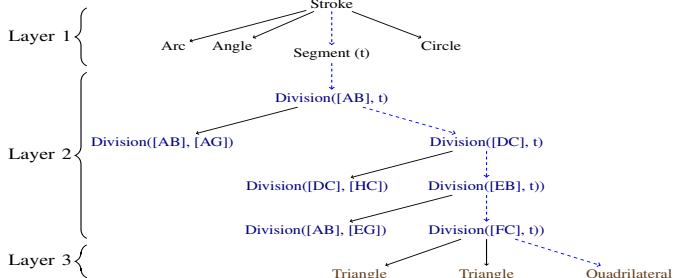 Stroke
Layer 1
Arc Angle Circle
Segment (t)
Division([AB], t)
Layer 2
Division([AB], [AG]) Division([DC], t)
Division([DC], [HC]) Division([EB], t))
Division([AB], [EG]) Division([FC], t))
Layer 3
Triangle Triangle Quadrilateral